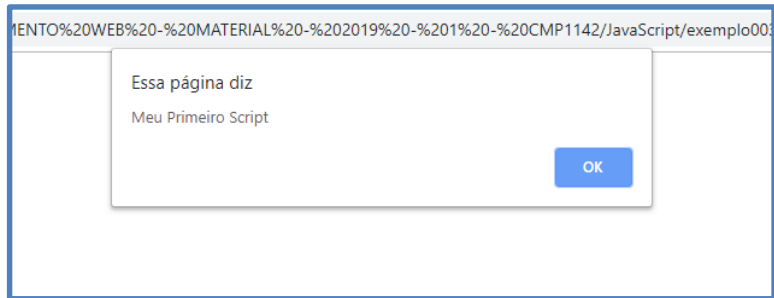 MENTO%20WEB%20-%20MATERIAL%20-%202019%20-%201%20-%20CMP1142/JavaScript/exemplo003
Essa página diz
Meu Primeiro Script
OK